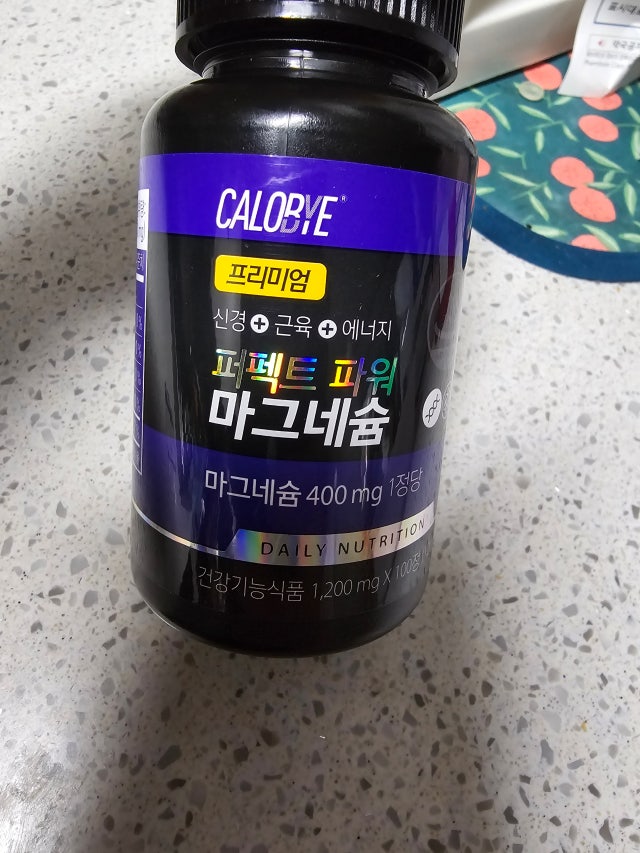 CALOBYE®
프리미엄
신경 + 근육 + 에너지
퍼펙트 파워
마그네슘
마그네슘 400 mg 1정당
DAILY NUTRITION
건강기능식품 1,200 mg X 100정